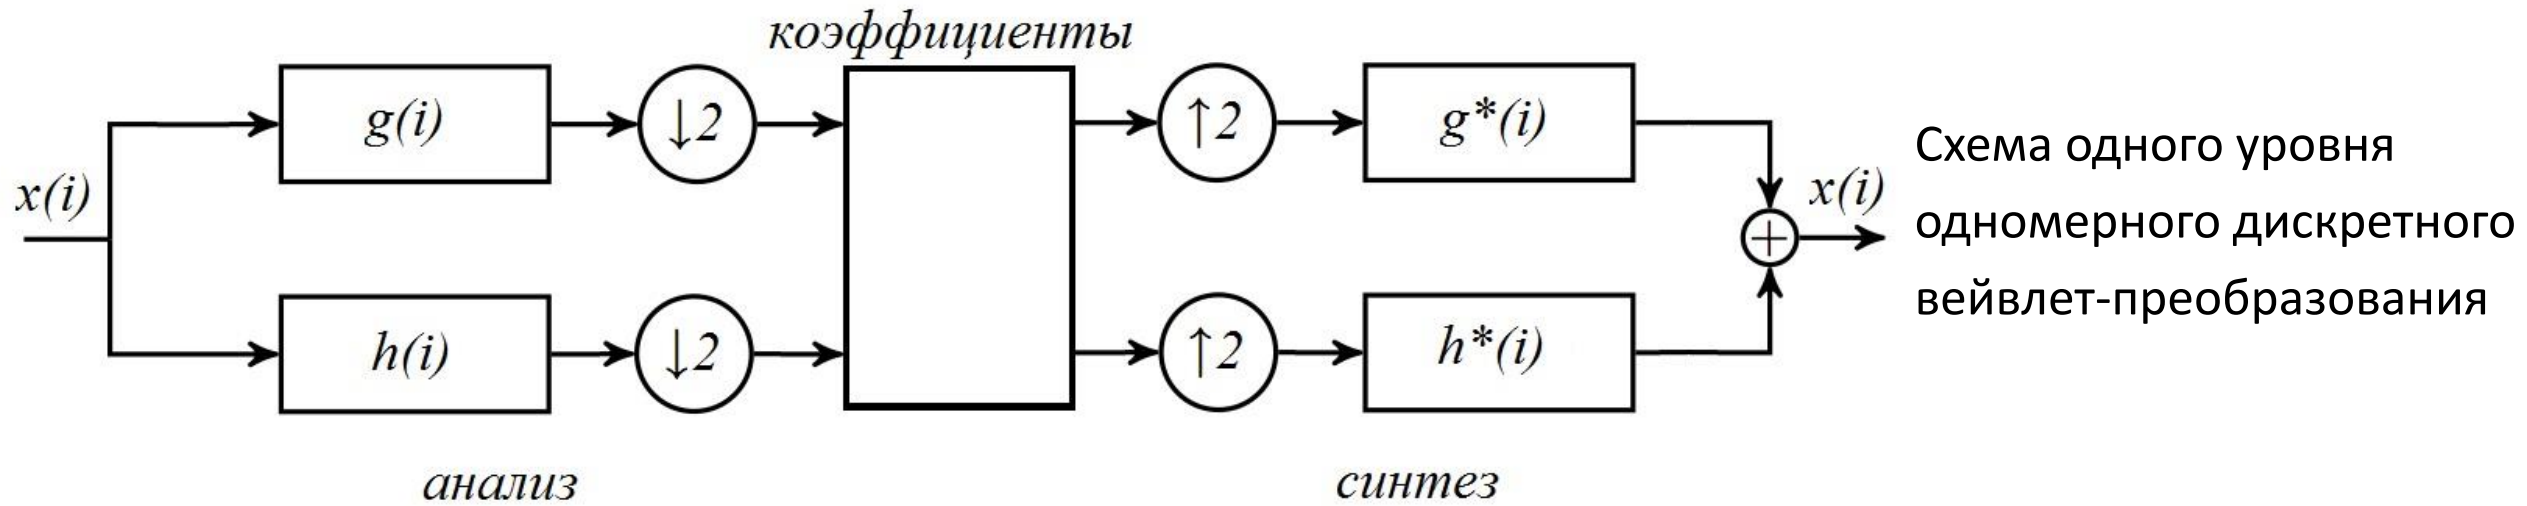 коэффициенты
x(i)
g(i)
↓2
↑2
g*(i)
h(i)
↓2
↑2
h*(i)
+
x(i)
анализ
синтез
Схема одного уровня
одномерного дискретного
вейвлет-преобразования